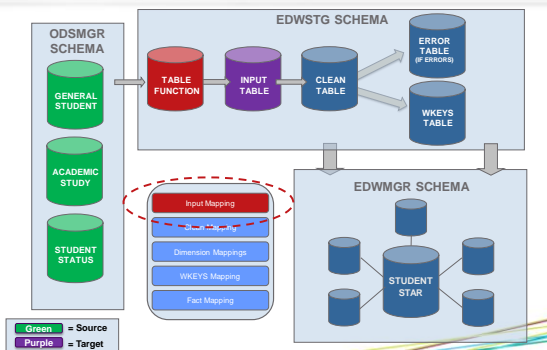 ODSMGR
SCHEMA
GENERAL
STUDENT
ACADEMIC
STUDY
STUDENT
STATUS
EDWSTG SCHEMA
TABLE
FUNCTION
INPUT
TABLE
CLEAN
TABLE
ERROR
TABLE
(IF ERRORS)
WKEYS
TABLE
Input Mapping
Clean Mapping
Dimension Mappings
WKEYS Mapping
Fact Mapping
EDWMGR SCHEMA
STUDENT
STAR
Green = Source
Purple = Target